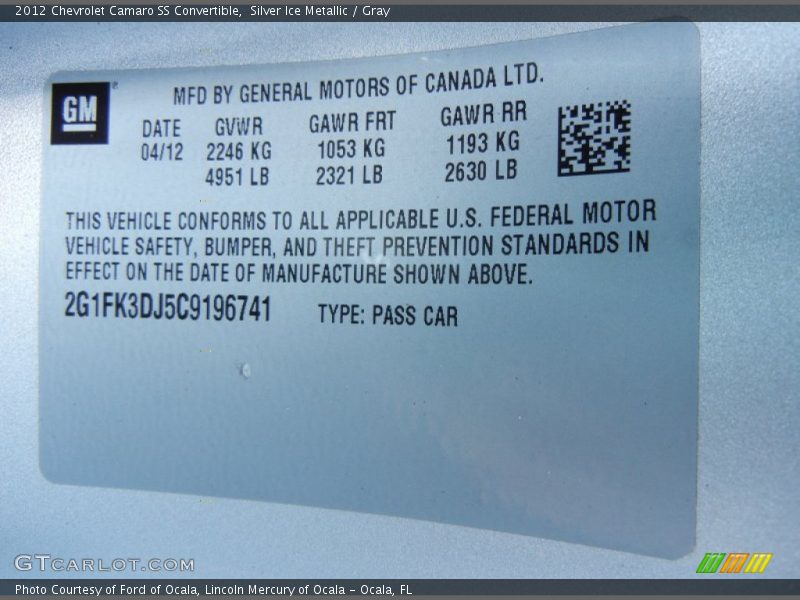 2012 Chevrolet Camaro SS Convertible,  Silver Ice Metallic / Gray
GM
MFD BY GENERAL MOTORS OF CANADA LTD.
DATE GVWR GAWR FRT GAWR RR
04/12 2246 KG 1053 KG 1193 KG
4951 LB 2321 LB 2630 LB
THIS VEHICLE CONFORMS TO ALL APPLICABLE U.S. FEDERAL MOTOR
VEHICLE SAFETY, BUMPER, AND THEFT PREVENTION STANDARDS IN
EFFECT ON THE DATE OF MANUFACTURE SHOWN ABOVE.
2G1FK3DJ5C9196741 TYPE: PASS CAR
GTCARLOT.COM
Photo Courtesy of Ford of Ocala, Lincoln Mercury of Ocala - Ocala, FL